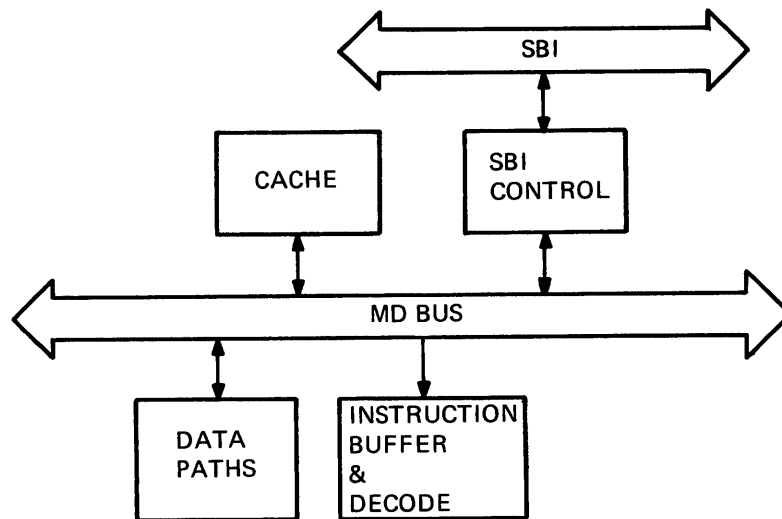 SBI
CACHE
SBI
CONTROL
MD BUS
DATA
PATHS
INSTRUCTION
BUFFER
&
DECODE